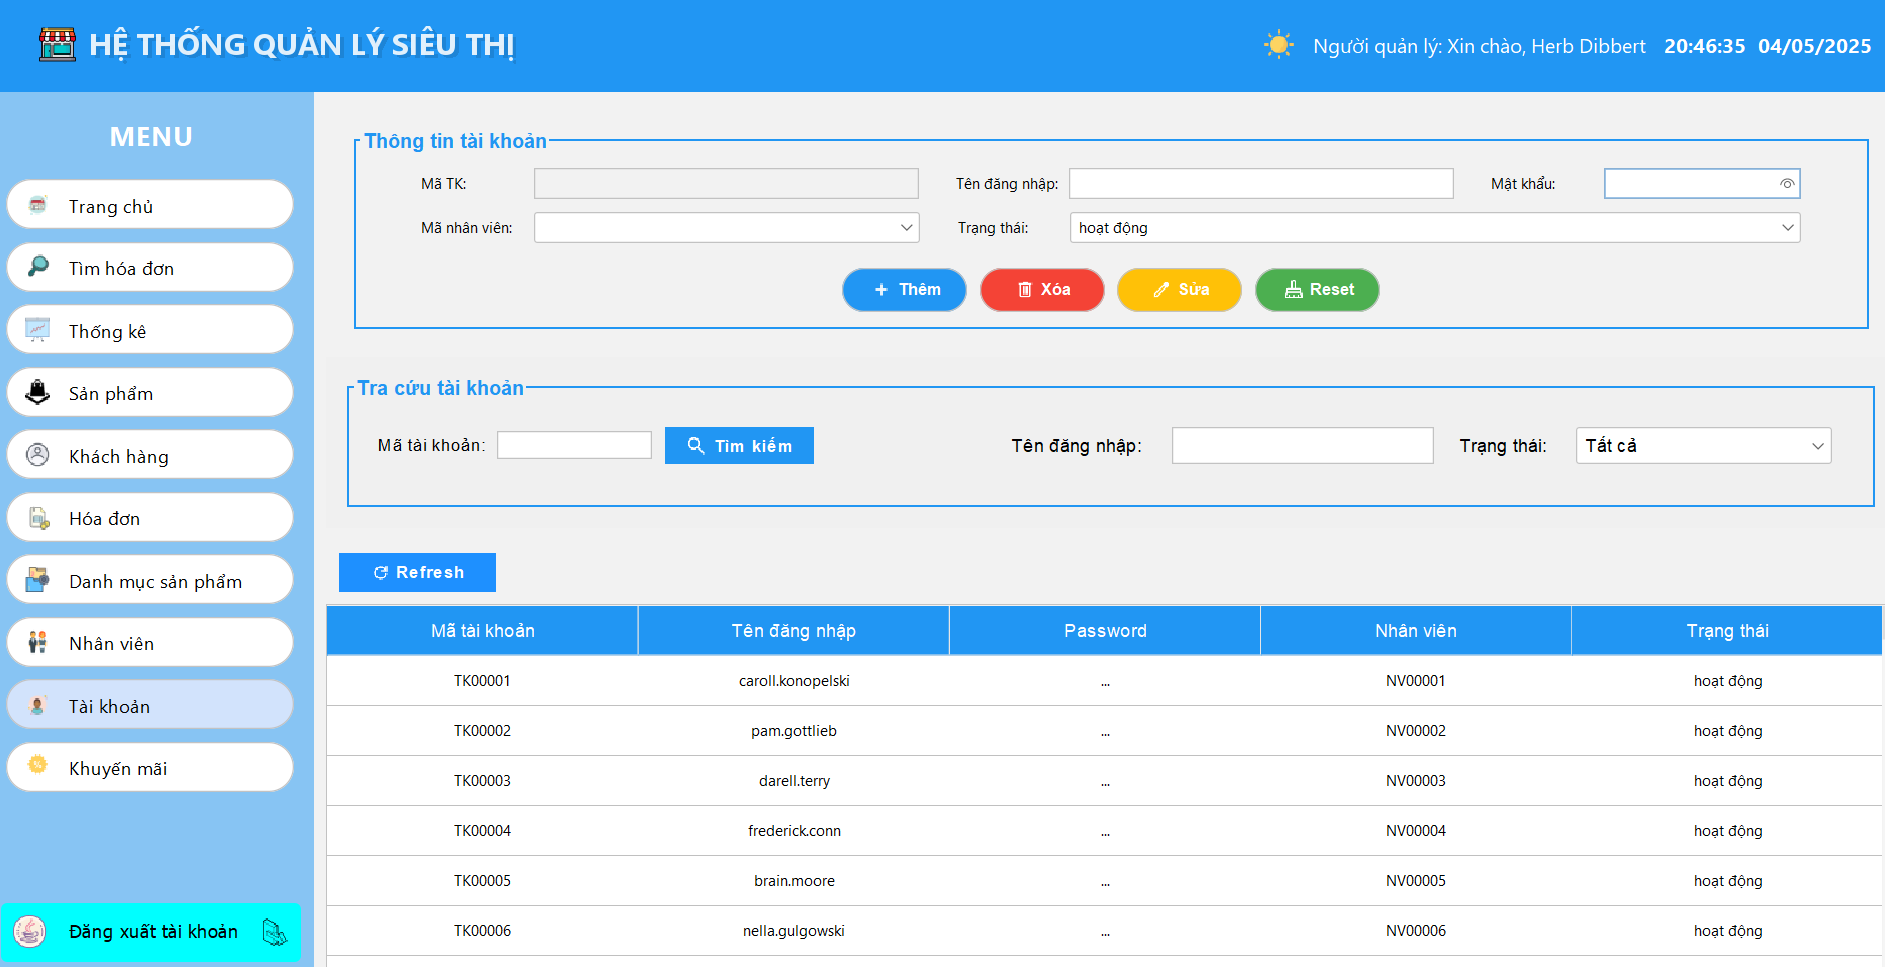 HỆ THỐNG QUẢN LÝ SIÊU THỊ
Người quản lý: Xin chào, Herb Dibbert 20:46:35 04/05/2025
MENU
Trang chủ
Tìm hóa đơn
Thống kê
Sản phẩm
Khách hàng
Hóa đơn
Danh mục sản phẩm
Nhân viên
Tài khoản
Khuyến mãi
Đăng xuất tài khoản
Thông tin tài khoản
Mã TK: Tên đăng nhập: Mật khẩu:
Mã nhân viên: Trạng thái: hoạt động
Thêm Xóa Sửa Reset
Tra cứu tài khoản
Mã tài khoản: Tìm kiếm Tên đăng nhập: Trạng thái: Tất cả
Refresh
Mã tài khoản Tên đăng nhập Password Nhân viên Trạng thái
TK00001 caroll.konopelski ... NV00001 hoạt động
TK00002 pam.gottlieb ... NV00002 hoạt động
TK00003 darell.terry ... NV00003 hoạt động
TK00004 frederick.conn ... NV00004 hoạt động
TK00005 brain.moore ... NV00005 hoạt động
TK00006 nella.gulgowski ... NV00006 hoạt động